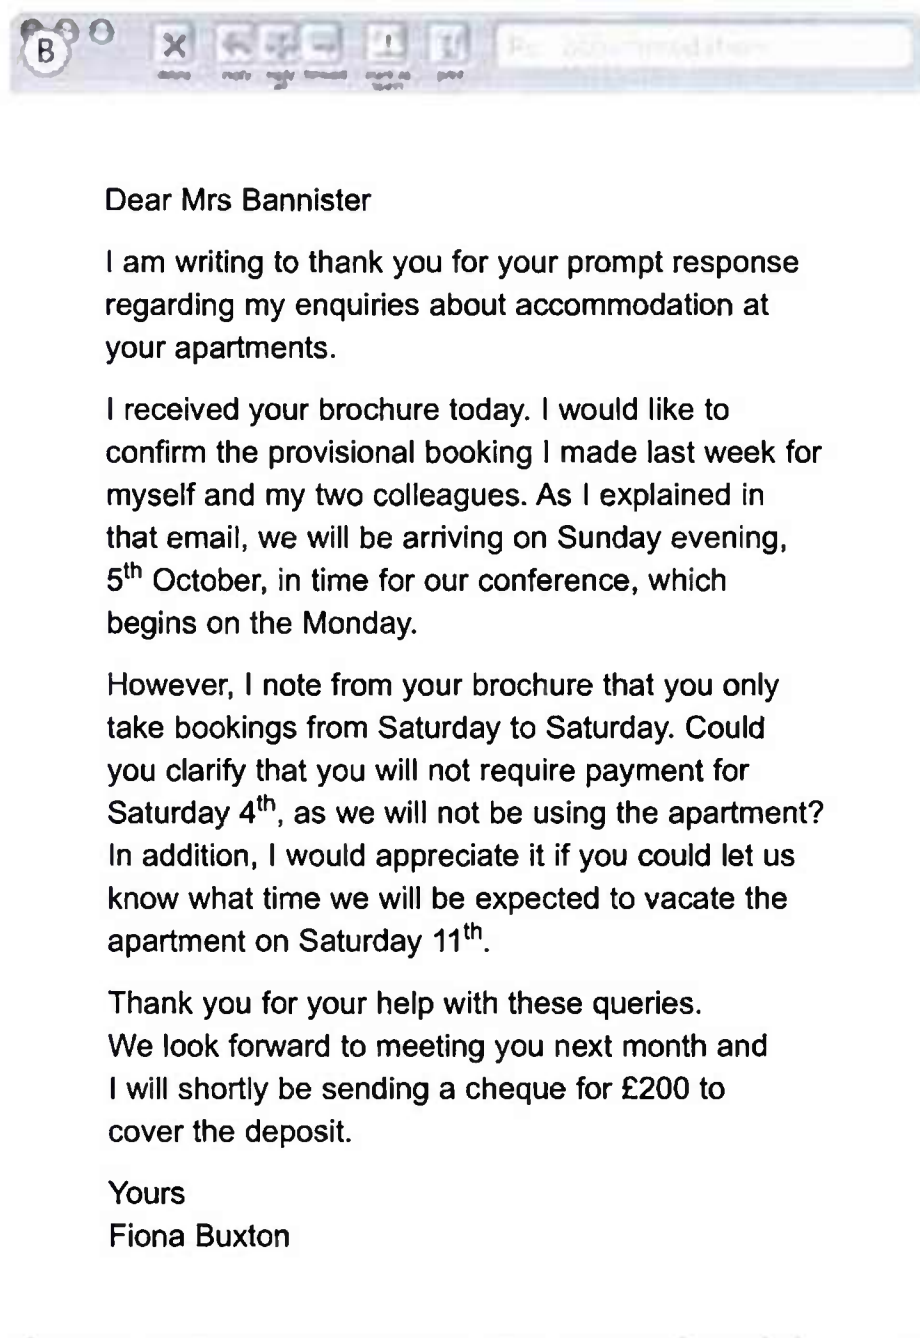 B
Dear Mrs Bannister
I am writing to thank you for your prompt response
regarding my enquiries about accommodation at
your apartments.
I received your brochure today. I would like to
confirm the provisional booking I made last week for
myself and my two colleagues. As I explained in
that email, we will be arriving on Sunday evening,
5th October, in time for our conference, which
begins on the Monday.
However, I note from your brochure that you only
take bookings from Saturday to Saturday. Could
you clarify that you will not require payment for
Saturday 4th, as we will not be using the apartment?
In addition, I would appreciate it if you could let us
know what time we will be expected to vacate the
apartment on Saturday 11th.
Thank you for your help with these queries.
We look forward to meeting you next month and
I will shortly be sending a cheque for £200 to
cover the deposit.
Yours
Fiona Buxton